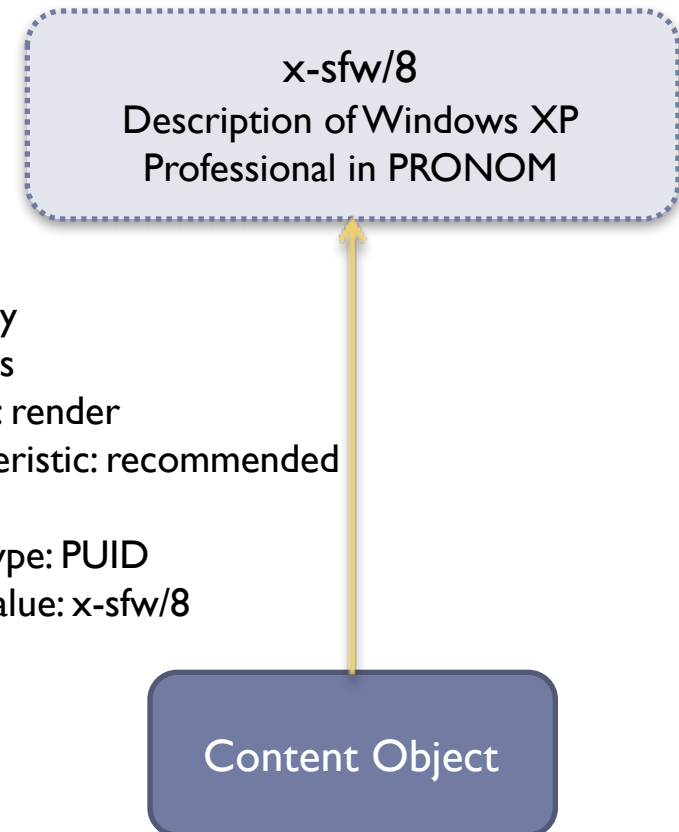 x-sfw/8
Description of Windows XP
Professional in PRONOM
y
s
: render
eristic: recommended
ype: PUID
alue: x-sfw/8
Content Object